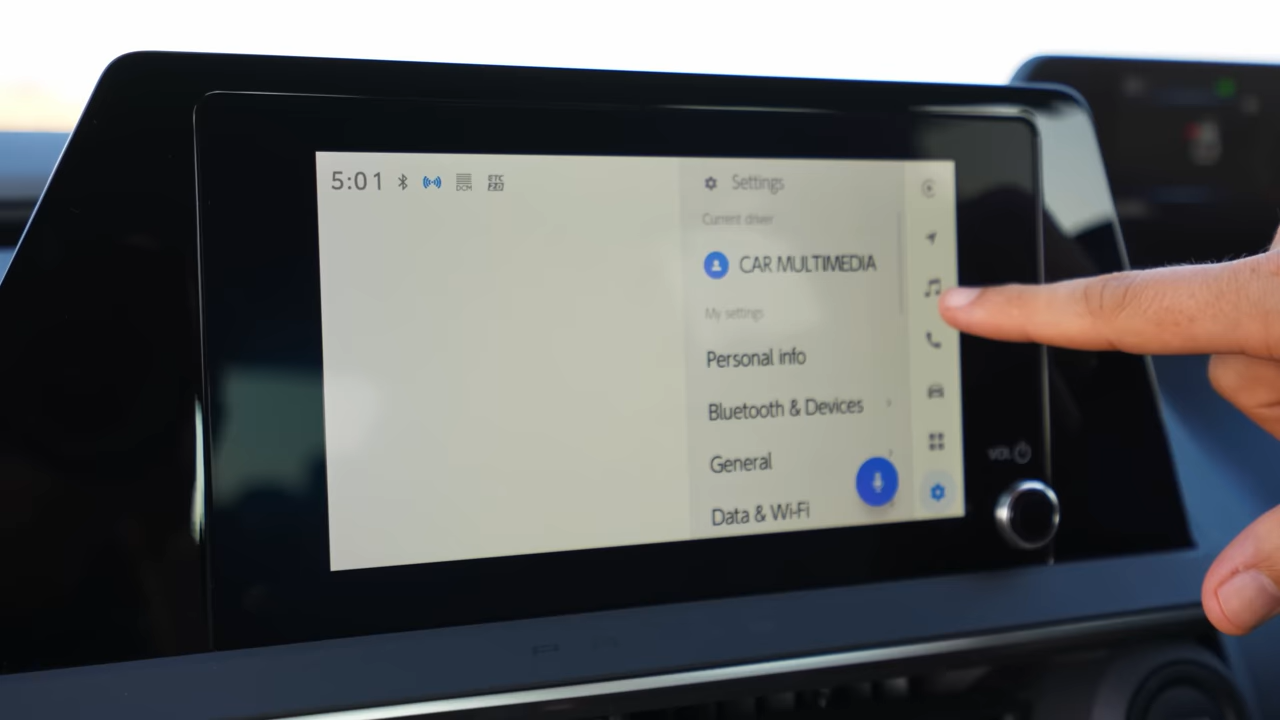 5:01
DCM
ETC
2.0
Settings
Current driver
CAR MULTIMEDIA
My settings
Personal info
Bluetooth & Devices
General
Data & Wi-Fi
VOL